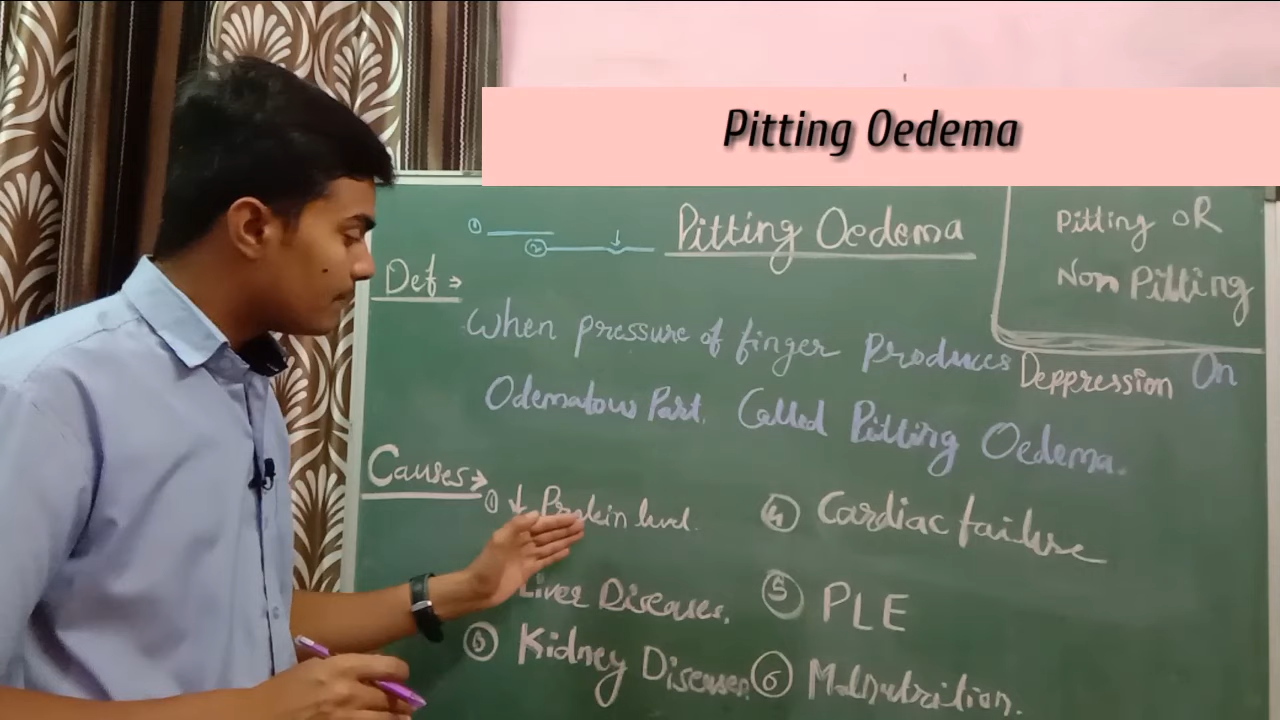 Pitting Oedema
① ② ↓ Pitting Oedema
Pitting OR
Non Pitting
Def →
When pressure of finger Produces Deppression On
Odematous Part. Called Pitting Oedema.
Causes →
① ↓ Protein level.
Liver Diseases.
③ Kidney Diseases
④ Cardiac failure
⑤ PLE
⑥ Malnutrition.